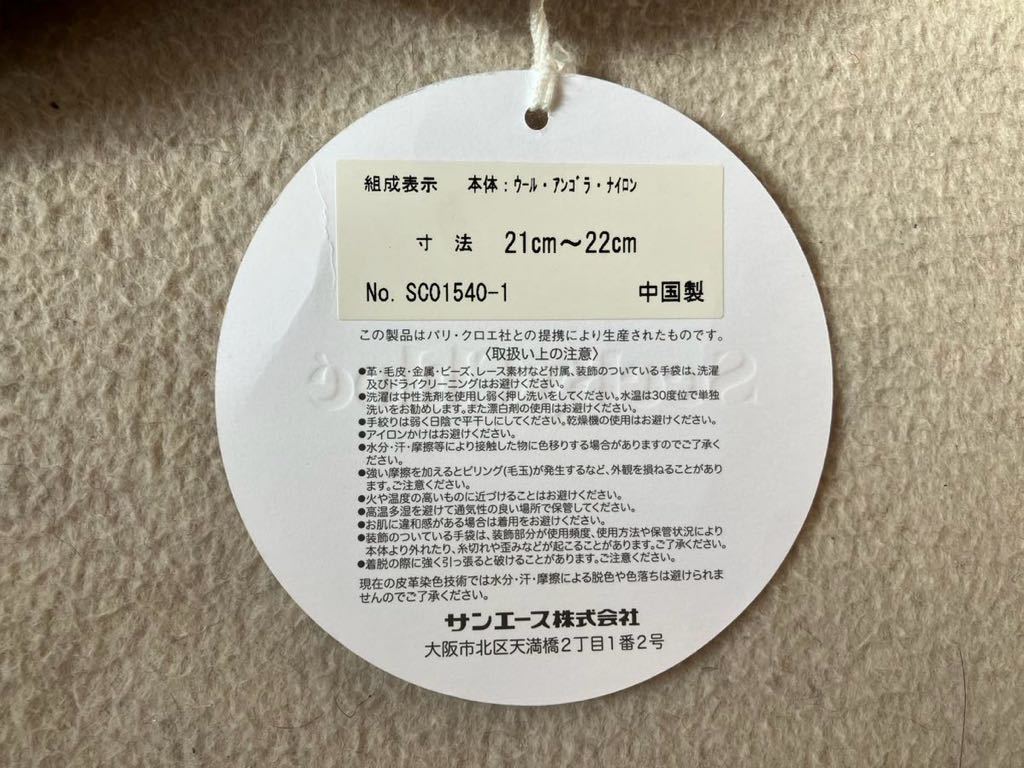 組成表示 本体:ｳｰﾙ・ｱﾝｺﾞﾗ・ﾅｲﾛﾝ
寸 法 21cm〜22cm
No. SC01540-1 中国製
この製品はパリ・クロエ社との提携により生産されたものです。
〈取扱い上の注意〉
●革・毛皮・金属・ビーズ、レース素材など付属、装飾のついている手袋は、洗濯
及びドライクリーニングはお避けください。
●洗濯は中性洗剤を使用し弱く押し洗いをしてください。水温は30度位で単独
洗いをお勧めします。また漂白剤の使用はお避けください。
●手絞りは弱く日陰で平干しにしてください。乾燥機の使用はお避けください。
●アイロンかけはお避けください。
●水分・汗・摩擦等により接触した物に色移りする場合がありますのでご了承く
ださい。
●強い摩擦を加えるとピリング(毛玉)が発生するなど、外観を損ねることがあり
ます。ご注意ください。
●火や温度の高いものに近づけることはお避けください。
●高温多湿を避けて通気性の良い場所で保管してください。
●お肌に違和感がある場合は着用をお避けください。
●装飾のついている手袋は、装飾部分が使用頻度、使用方法や保管状況により
本体より外れたり、糸切れや歪みなどが起こることがあります。ご了承ください。
●着脱の際に強く引っ張ると破けることがあります。ご注意ください。
現在の皮革染色技術では水分・汗・摩擦による脱色や色落ちは避けられま
せんのでご了承ください。
サンエース株式会社
大阪市北区天満橋2丁目1番2号